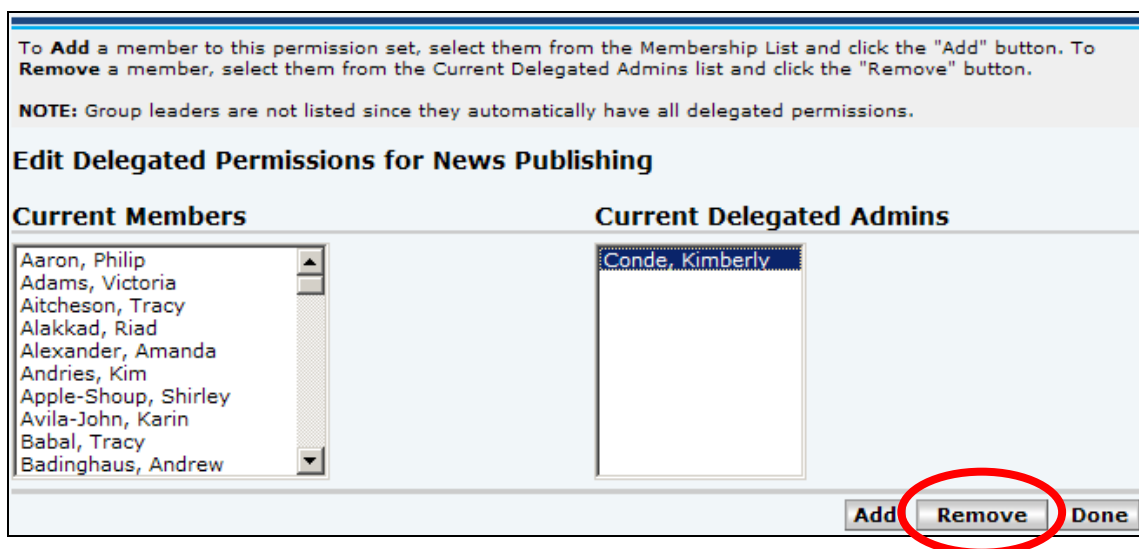 To Add a member to this permission set, select them from the Membership List and click the "Add" button. To
Remove a member, select them from the Current Delegated Admins list and click the "Remove" button.
NOTE: Group leaders are not listed since they automatically have all delegated permissions.
Edit Delegated Permissions for News Publishing
Current Members
Aaron, Philip
Adams, Victoria
Aitcheson, Tracy
Alakkad, Riad
Alexander, Amanda
Andries, Kim
Apple-Shoup, Shirley
Avila-John, Karin
Babal, Tracy
Badinghaus, Andrew
Current Delegated Admins
Conde, Kimberly
Add Remove Done